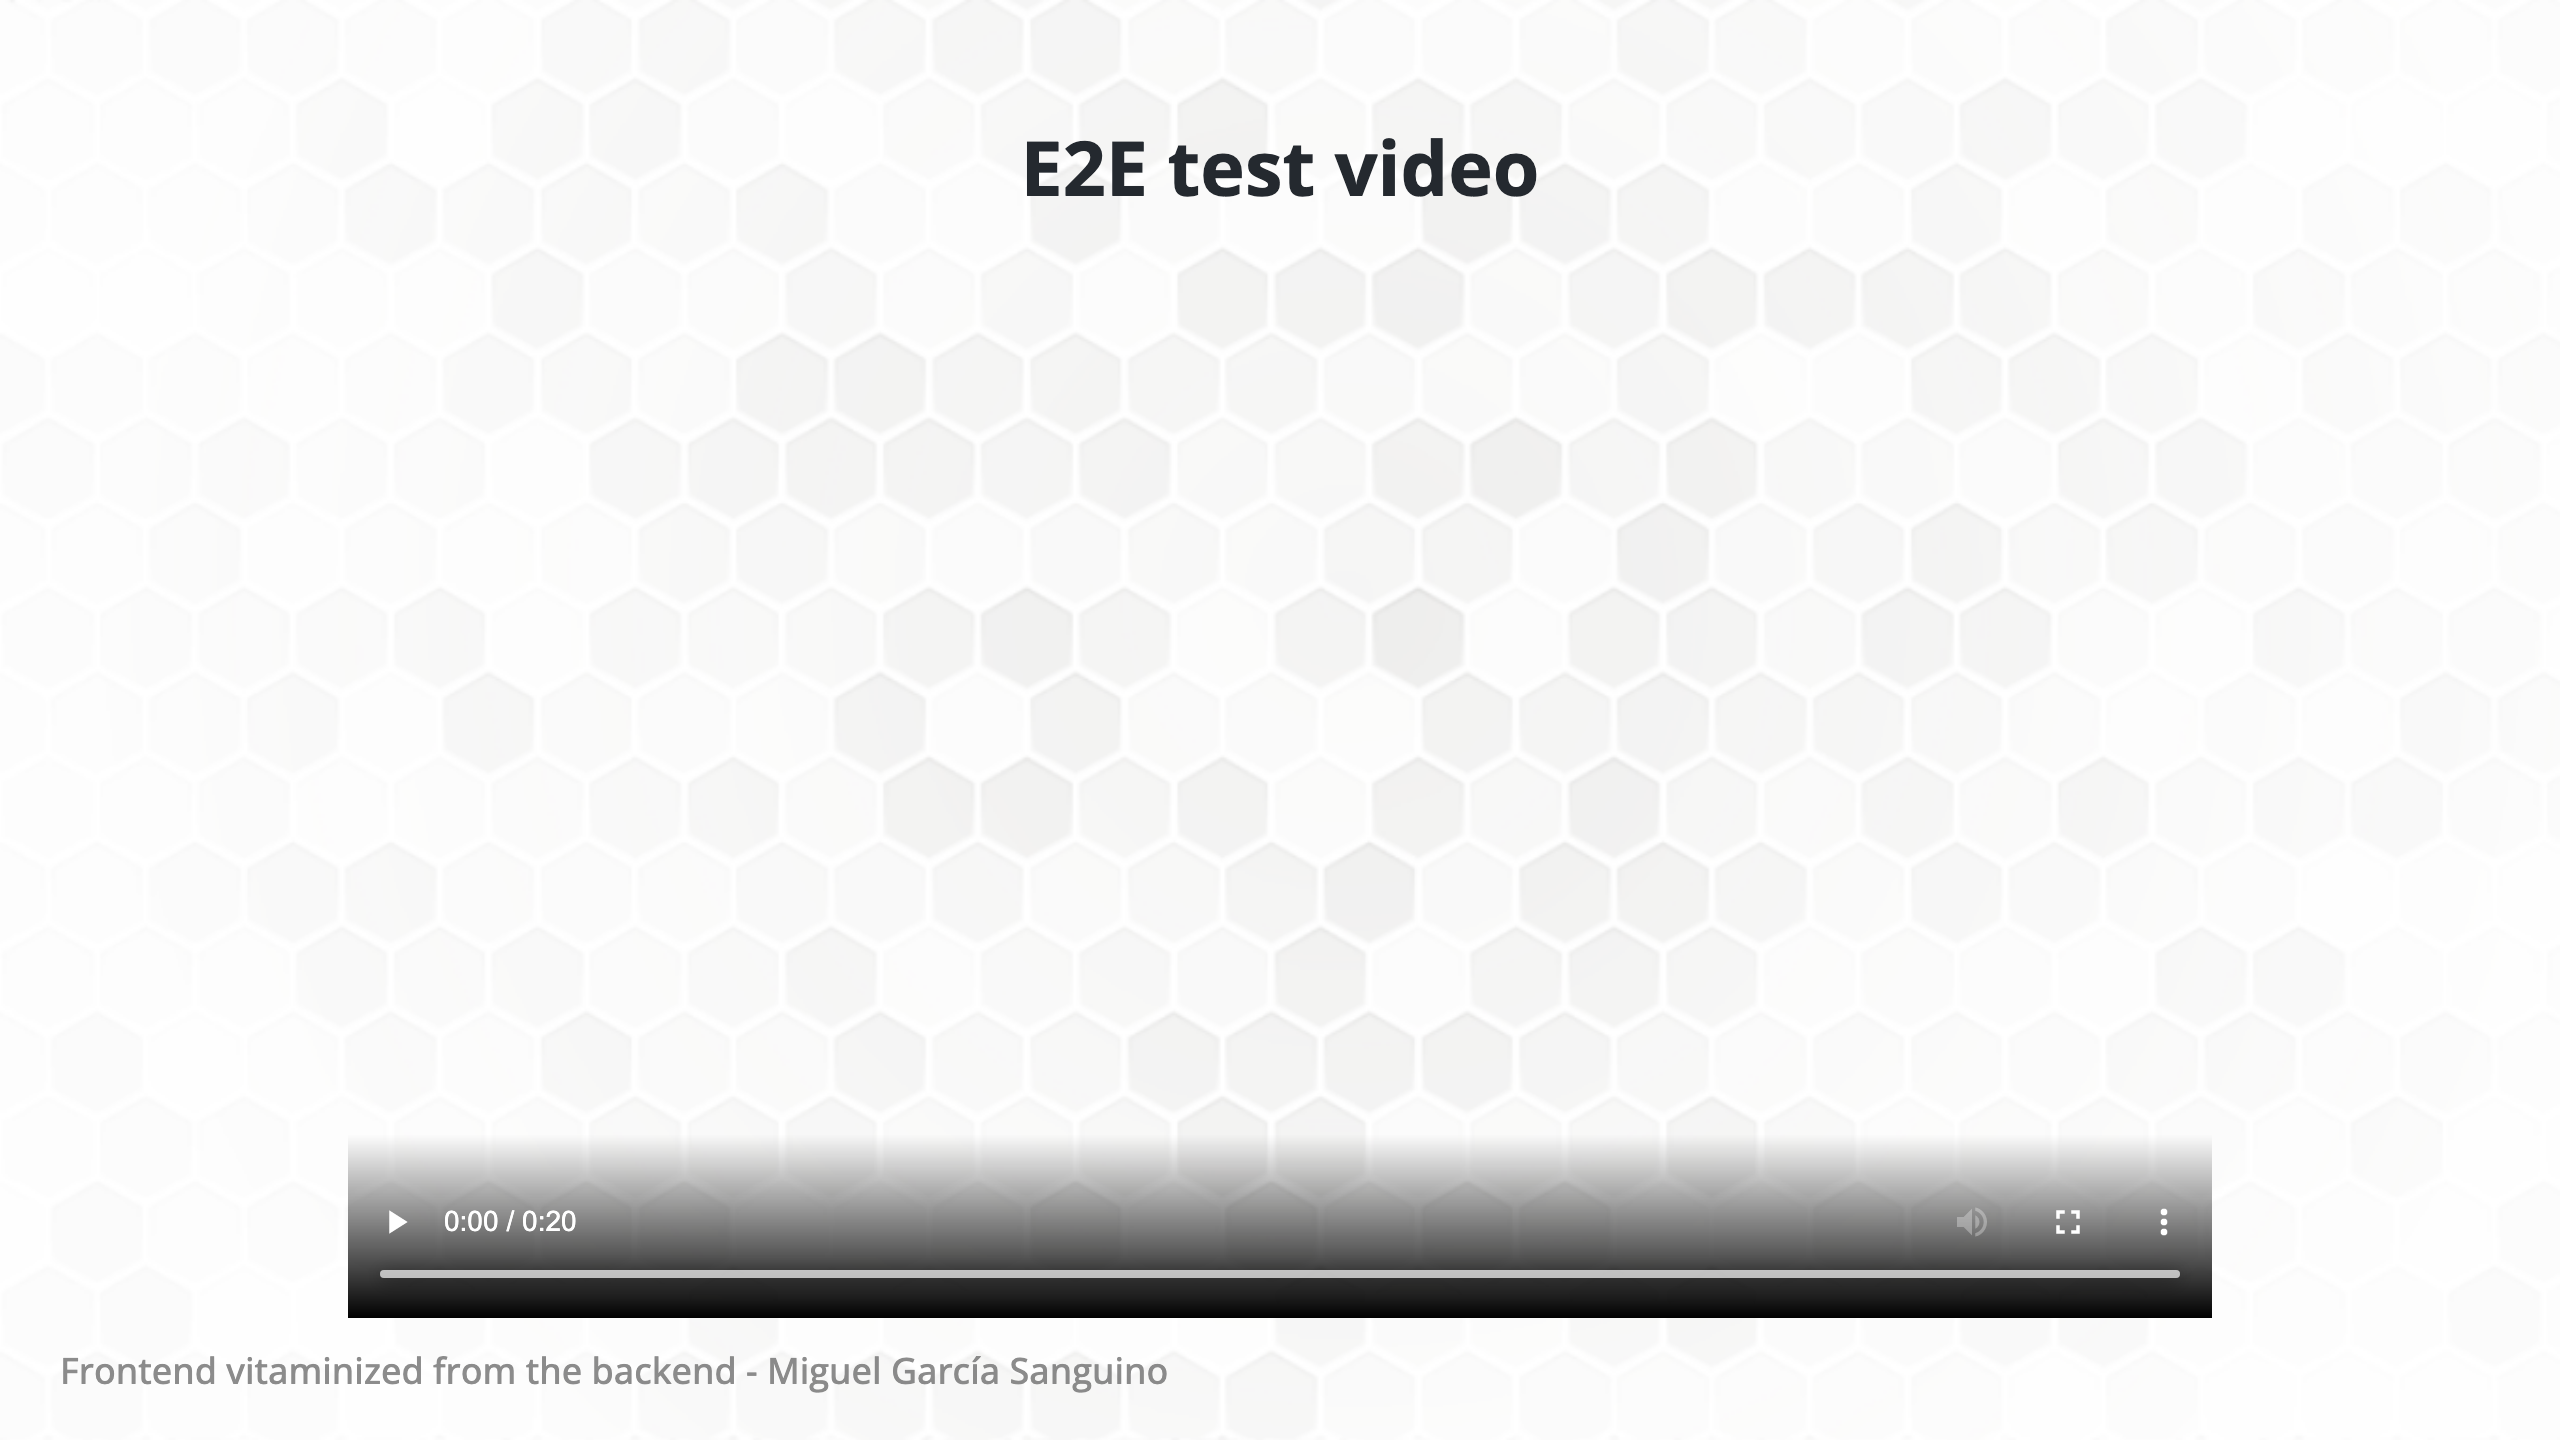 E2E test video
0:00 / 0:20
Frontend vitaminized from the backend - Miguel García Sanguino